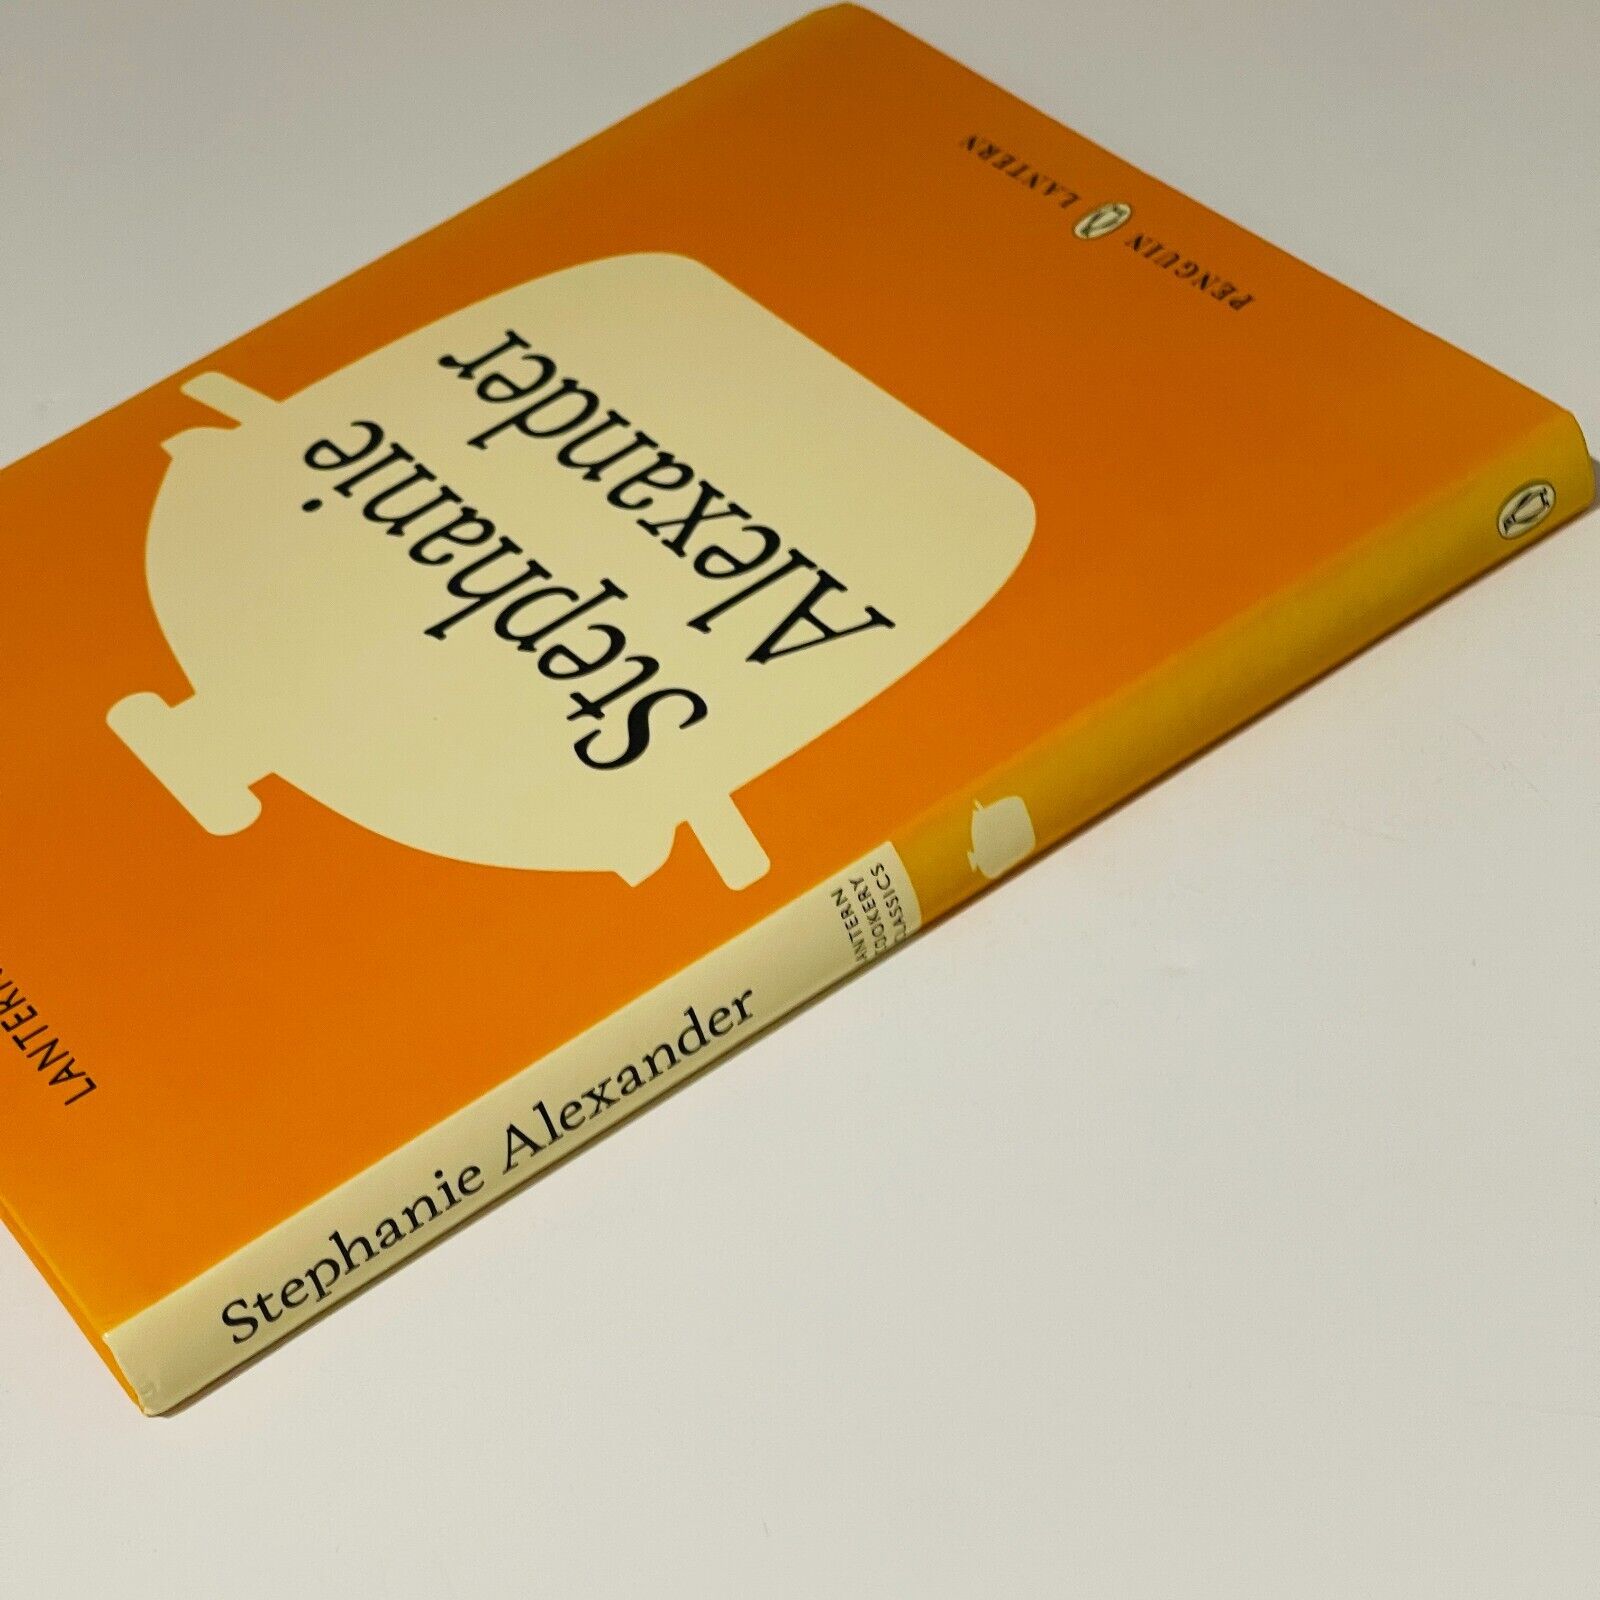 LANTERN
Stephanie
Alexander
PENGUIN LANTERN
Stephanie Alexander
LANTERN
COOKERY
CLASSICS